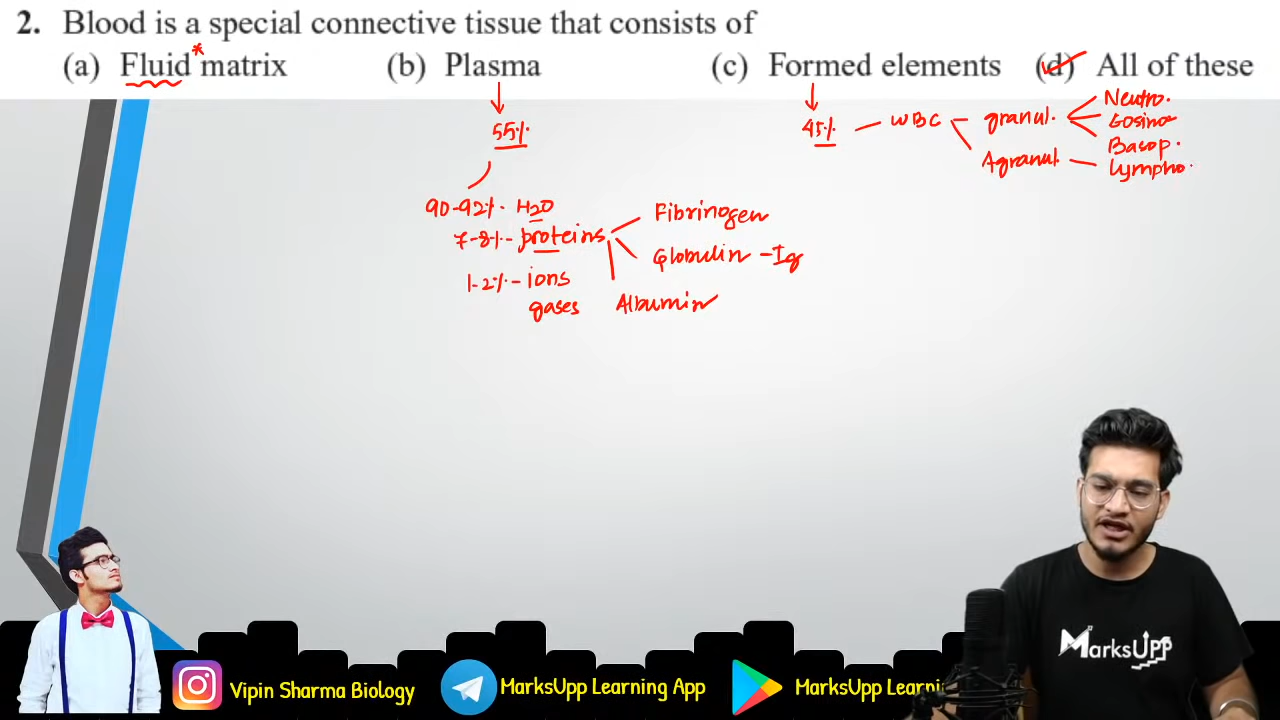 2. Blood is a special connective tissue that consists of
(a) Fluid* matrix (b) Plasma (c) Formed elements (d) All of these
55%. 45%. WBC granul. Neutro.
Eosino
Basop.
Agranul. Lympho.
90-92%. H2O
7-8%- proteins Fibrinogen
Globulin - Ig
Albumin
1-2%- ions
gases
MarksUpp
Vipin Sharma Biology MarksUpp Learning App MarksUpp Learni